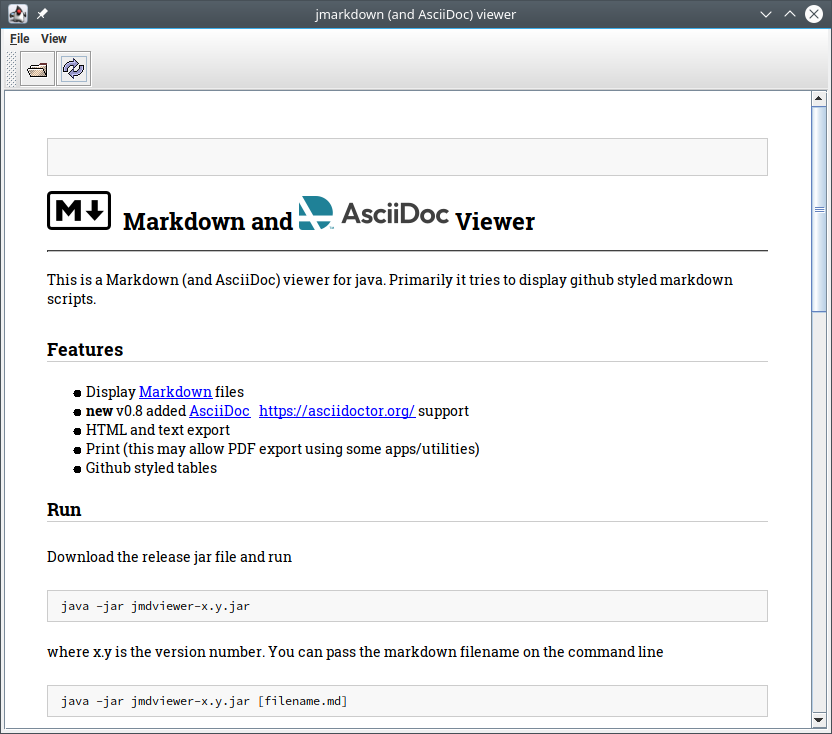 jmarkdown (and AsciiDoc) viewer
File View
M Markdown and AsciiDoc™ Viewer
This is a Markdown (and AsciiDoc) viewer for java. Primarily it tries to display github styled markdown
scripts.
Features
● Display Markdown files
● new v0.8 added AsciiDoc https://asciidoctor.org/ support
● HTML and text export
● Print (this may allow PDF export using some apps/utilities)
● Github styled tables
Run
Download the release jar file and run
java -jar jmdviewer-x.y.jar
where x.y is the version number. You can pass the markdown filename on the command line
java -jar jmdviewer-x.y.jar [filename.md]